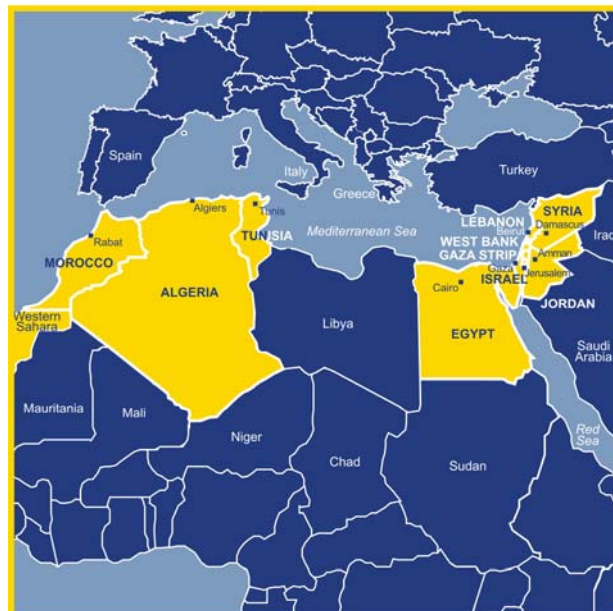 Spain
Italy
Turkey
Greece
Algiers
Tunis
Mediterranean Sea
LEBANON
SYRIA
Beirut
Damascus
Iraq
Rabat
TUNISIA
WEST BANK
GAZA STRIP
Amman
Gaza
Jerusalem
MOROCCO
ISRAEL
ALGERIA
Cairo
JORDAN
Western
Sahara
Libya
EGYPT
Saudi
Arabia
Mauritania
Mali
Niger
Chad
Sudan
Red
Sea